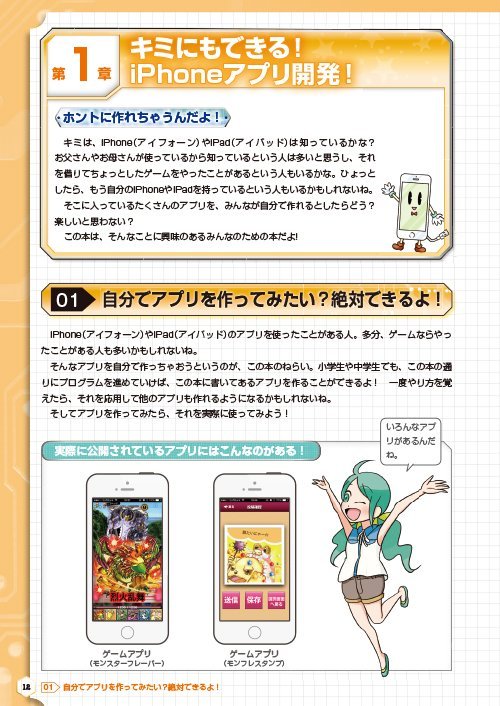 第1章
キミにもできる！
iPhoneアプリ開発！
ホントに作れちゃうんだよ！
キミは、iPhone（アイフォーン）やiPad（アイパッド）は知っているかな？
お父さんやお母さんが使っているから知っているという人は多いと思うし、それ
を借りてちょっとしたゲームをやったことがあるという人もいるかな。ひょっと
したら、もう自分のiPhoneやiPadを持っているという人もいるかもしれないね。
そこに入っているたくさんのアプリを、みんなが自分で作れるとしたらどう？
楽しいと思わない？
この本は、そんなことに興味のあるみんなのための本だよ!
01 自分でアプリを作ってみたい？絶対できるよ！
iPhone（アイフォーン）やiPad（アイパッド）のアプリを使ったことがある人。多分、ゲームならやっ
たことがある人も多いかもしれないね。
そんなアプリを自分で作っちゃおうというのが、この本のねらい。小学生や中学生でも、この本の通
りにプログラムを進めていけば、この本に書いてあるアプリを作ることができるよ！　一度やり方を覚
えたら、それを応用して他のアプリも作れるようになるかもしれないね。
そしてアプリを作ってみたら、それを実際に使ってみよう！
いろんなアプ
リがあるんだ
ね。
実際に公開されているアプリにはこんなのがある！
烈火乱舞
送信
保存
ゲームアプリ
（モンスターフレーバー）
ゲームアプリ
（モンフレスタンプ）
12 01 自分でアプリを作ってみたい？絶対できるよ！